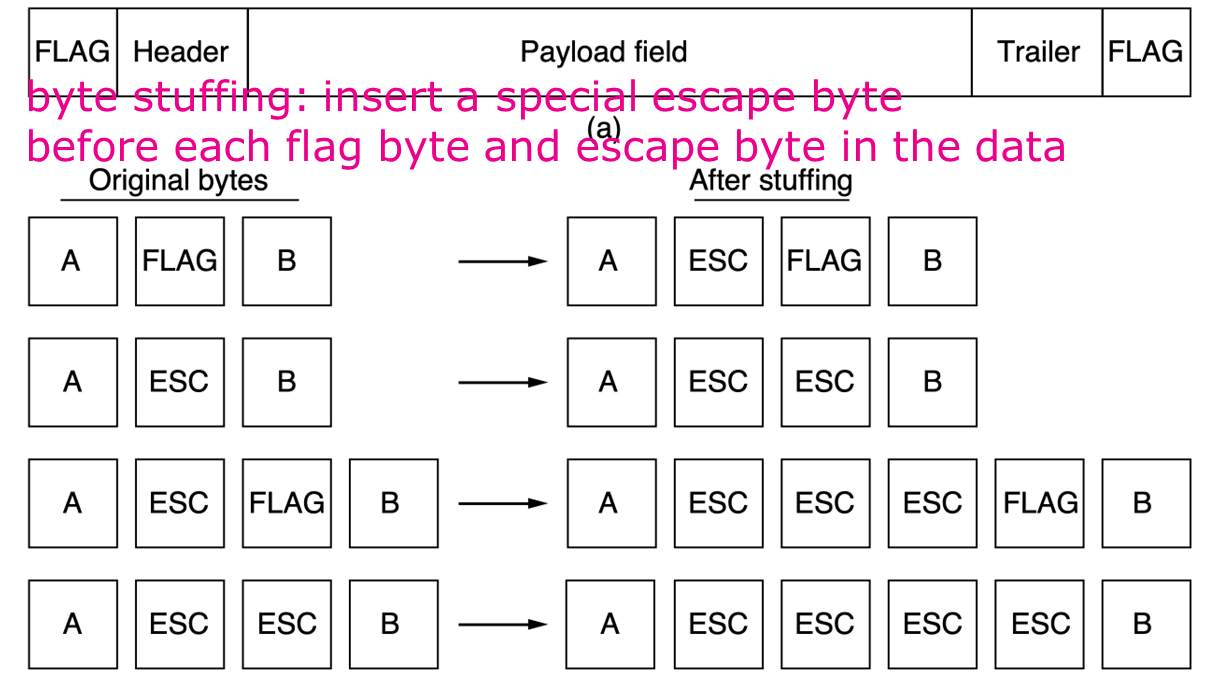 FLAG Header Payload field Trailer FLAG
byte stuffing: insert a special escape byte
(a)
before each flag byte and escape byte in the data
Original bytes After stuffing
A FLAG B A ESC FLAG B
A ESC B A ESC ESC B
A ESC FLAG B A ESC ESC ESC FLAG B
A ESC ESC B A ESC ESC ESC ESC B